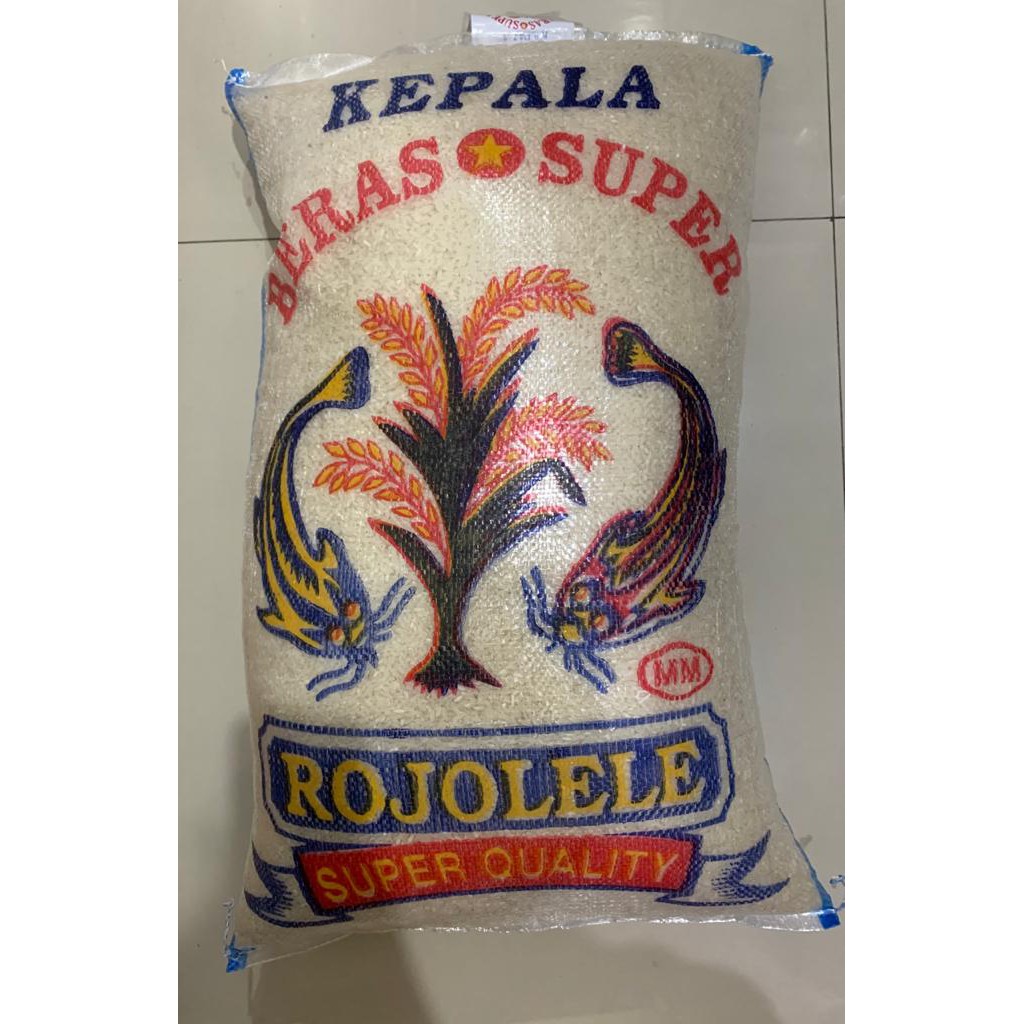 KEPALA
BERAS SUPER
MM
ROJOLELE
SUPER QUALITY